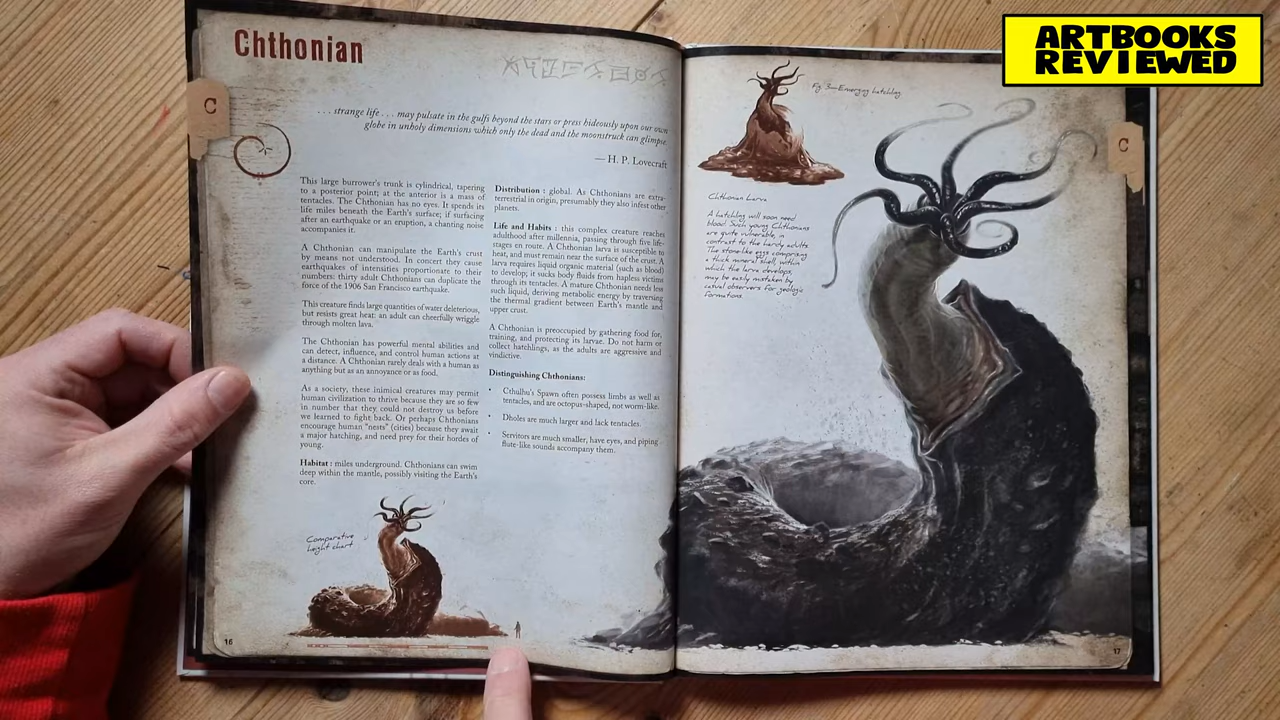 ARTBOOKS
REVIEWED
Chthonian
C
. . . strange life . . . may pulsate in the gulfs beyond the stars or press hideously upon our own
globe in unholy dimensions which only the dead and the moonstruck can glimpse.
— H. P. Lovecraft
This large burrower's trunk is cylindrical, tapering
to a posterior point; at the anterior is a mass of
tentacles. The Chthonian has no eyes. It spends its
life miles beneath the Earth's surface; if surfacing
after an earthquake or an eruption, a chanting noise
accompanies it.
A Chthonian can manipulate the Earth's crust
by means not understood. In concert they cause
earthquakes of intensities proportionate to their
numbers: thirty adult Chthonians can duplicate the
force of the 1906 San Francisco earthquake.
This creature finds large quantities of water deleterious,
but resists great heat: an adult can cheerfully wriggle
through molten lava.
The Chthonian has powerful mental abilities and
can detect, influence, and control human actions at
a distance. A Chthonian rarely deals with a human as
anything but as an annoyance or as food.
As a society, these inimical creatures may permit
human civilization to thrive because they are so few
in number that they could not destroy us before
we learned to fight back. Or perhaps Chthonians
encourage human "nests" (cities) because they await
a major hatching, and need prey for their hordes of
young.
Habitat : miles underground. Chthonians can swim
deep within the mantle, possibly visiting the Earth's
core.
Comparative
height chart
16
Distribution : global. As Chthonians are extra-
terrestrial in origin, presumably they also infest other
planets.
Life and Habits : this complex creature reaches
adulthood after millennia, passing through five life-
stages en route. A Chthonian larva is susceptible to
heat, and must remain near the surface of the crust. A
larva requires liquid organic material (such as blood)
to develop; it sucks body fluids from hapless victims
through its tentacles. A mature Chthonian needs less
such liquid, deriving metabolic energy by traversing
the thermal gradient between Earth's mantle and
upper crust.
A Chthonian is preoccupied by gathering food for,
training, and protecting its larvae. Do not harm or
collect hatchlings, as the adults are aggressive and
vindictive.
Distinguishing Chthonians:
• Cthulhu's Spawn often possess limbs as well as
tentacles, and are octopus-shaped, not worm-like.
• Dholes are much larger and lack tentacles.
• Servitors are much smaller, have eyes, and piping
flute-like sounds accompany them.
Fig. 3—Emerging hatchling
Chthonian Larva
A hatchling will soon need
blood. Such young Chthonians
are quite vulnerable, in
contrast to the hardy adults.
The stone-like eggs comprising
a thick mineral shell, within
which the larva develops,
may be easily mistaken by
casual observers for geologic
formations.
C
17